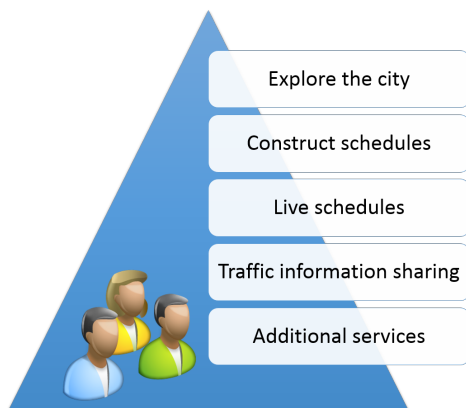 Explore the city
Construct schedules
Live schedules
Traffic information sharing
Additional services